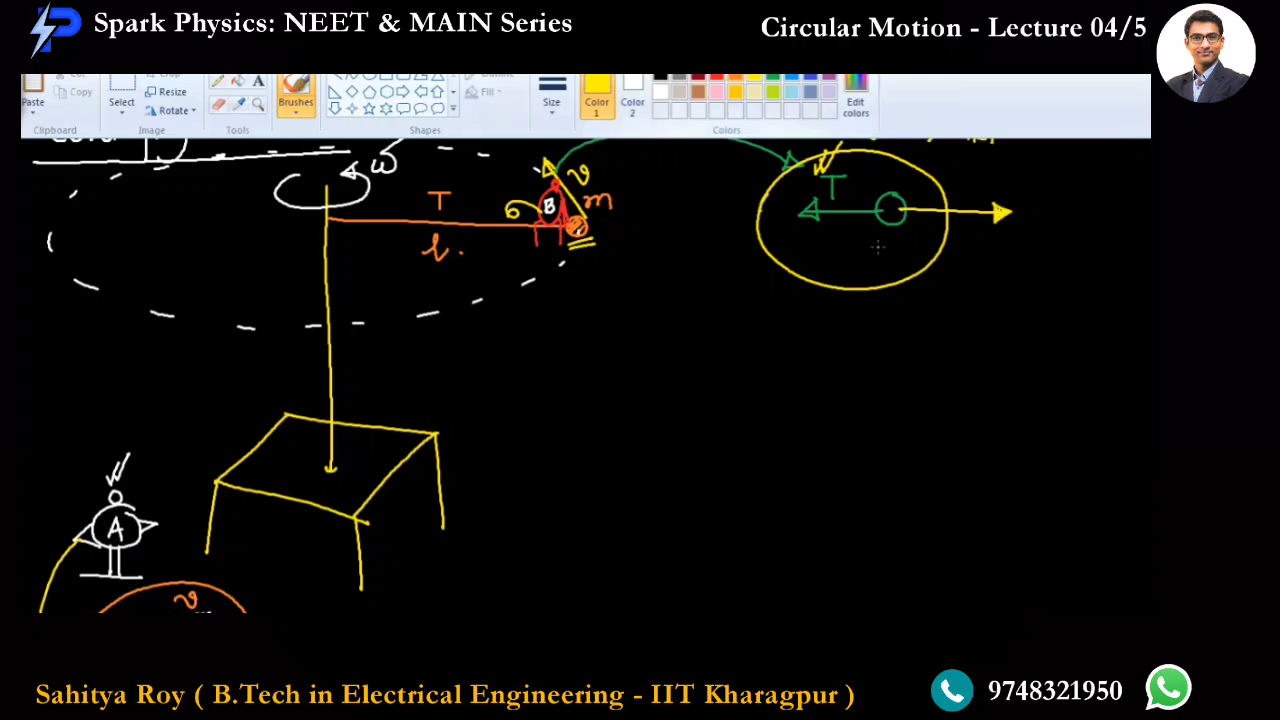 Spark Physics: NEET & MAIN Series
Circular Motion - Lecture 04/5
Paste
Cut
Copy
Select
Crop
Resize
Rotate
A
Brushes
Outline
Fill
Size
Color
1
Color
2
Edit
colors
Clipboard
Image
Tools
Shapes
Colors
ω
T
B
v
m
l.
T
A
v
Sahitya Roy ( B.Tech in Electrical Engineering - IIT Kharagpur )
9748321950